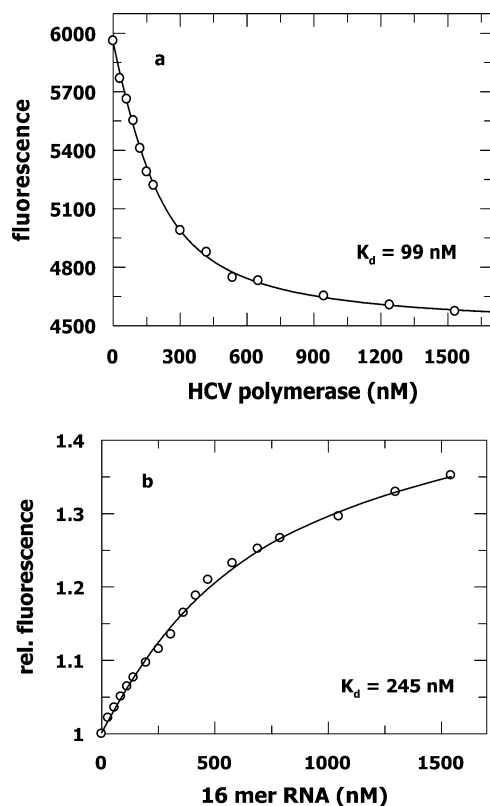 6000
a
5700
5400
fluorescence
5100
K_d = 99 nM
4800
4500
0 300 600 900 1200 1500
HCV polymerase (nM)
1.4
b
1.3
rel. fluorescence
1.2
1.1
K_d = 245 nM
1
0 500 1000 1500
16 mer RNA (nM)